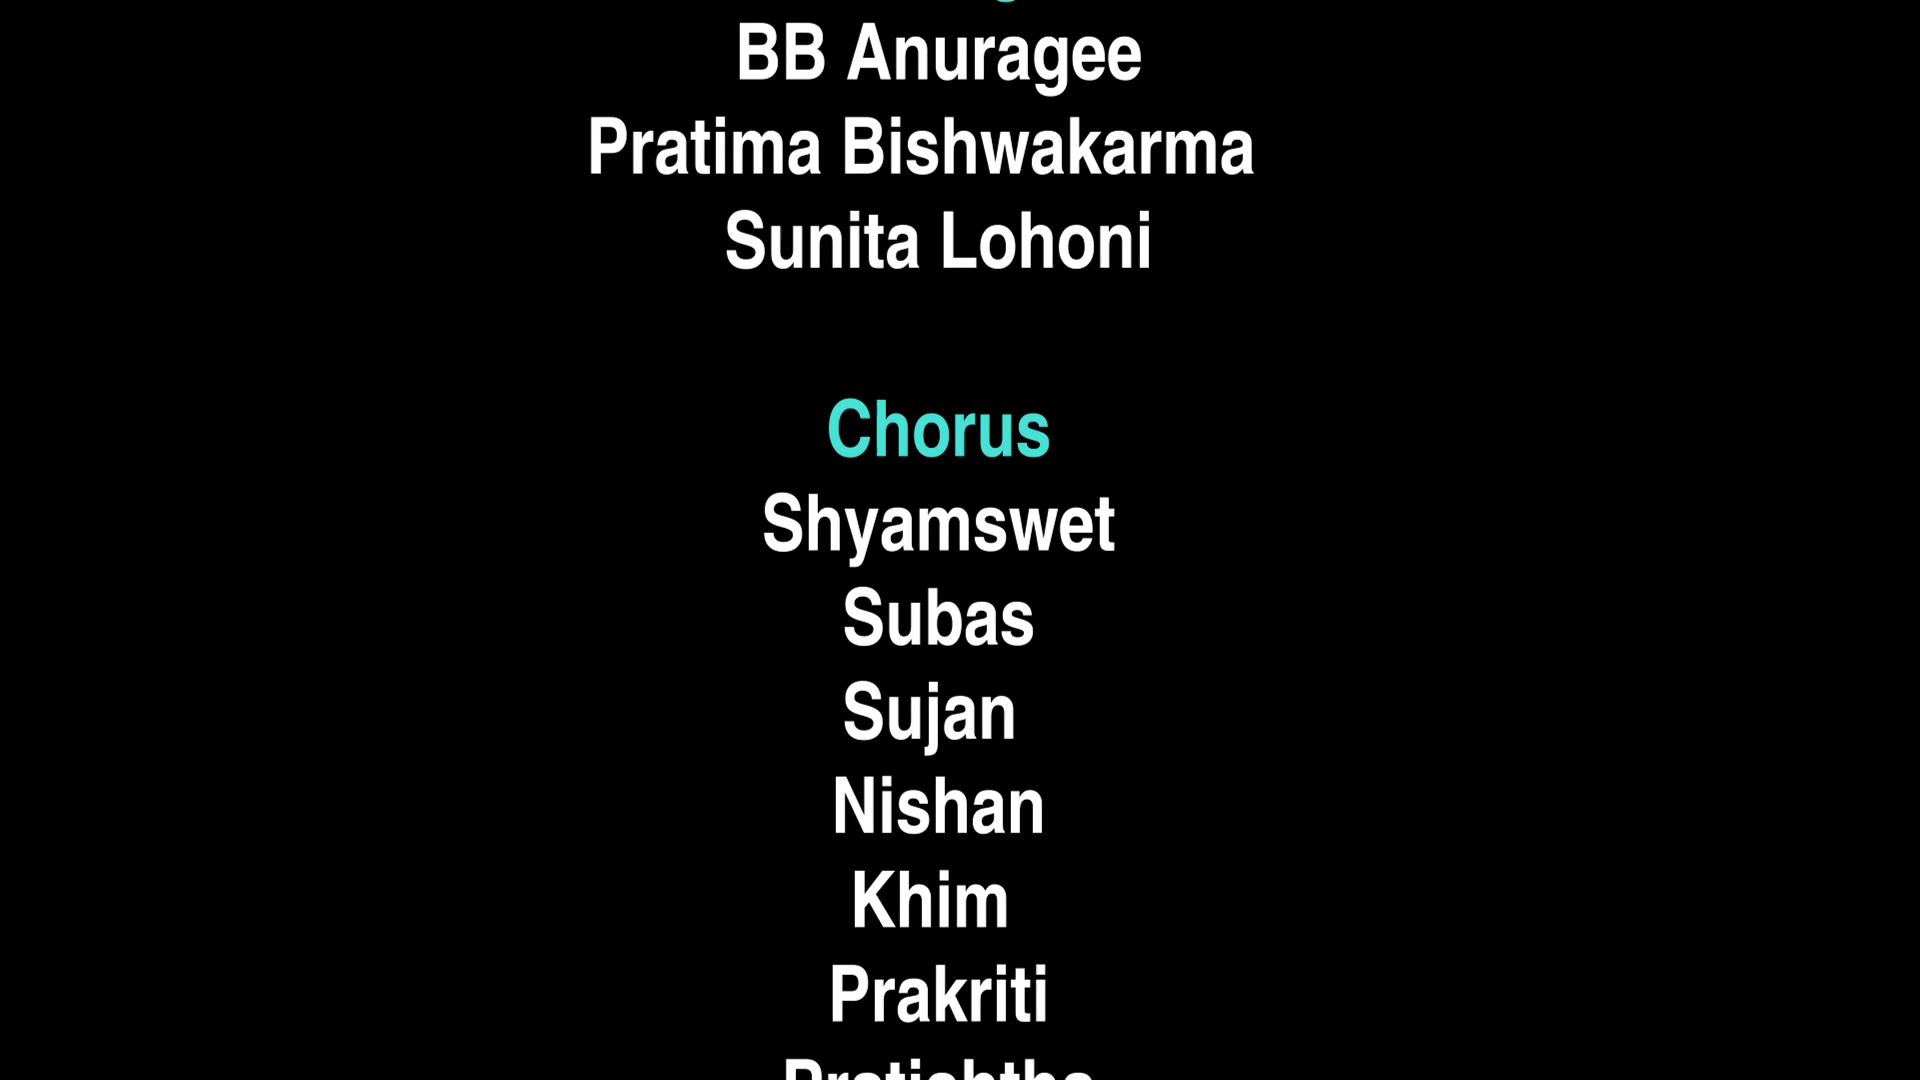 BB Anuragee
Pratima Bishwakarma
Sunita Lohoni
Chorus
Shyamswet
Subas
Sujan
Nishan
Khim
Prakriti